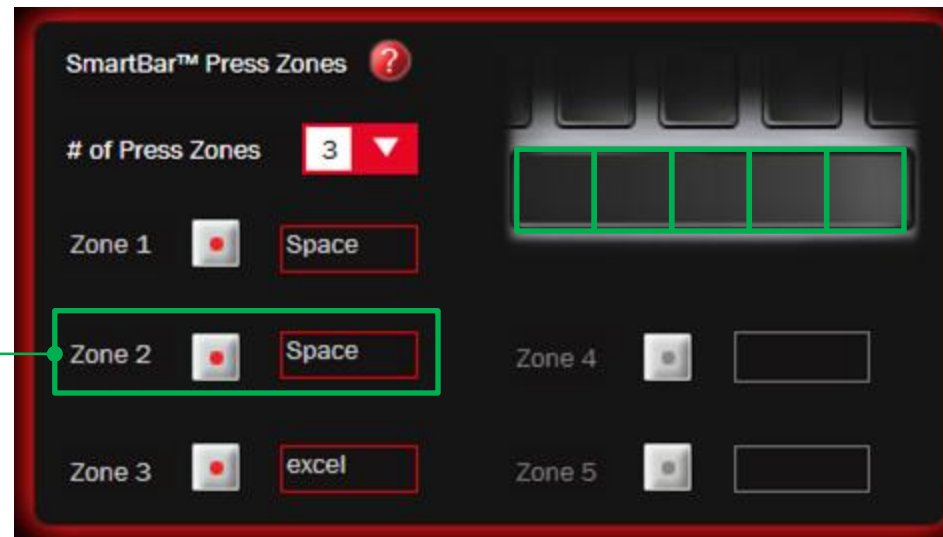 SmartBar™ Press Zones ?
# of Press Zones 3
Zone 1 Space
Zone 2 Space
Zone 4
Zone 3 excel
Zone 5